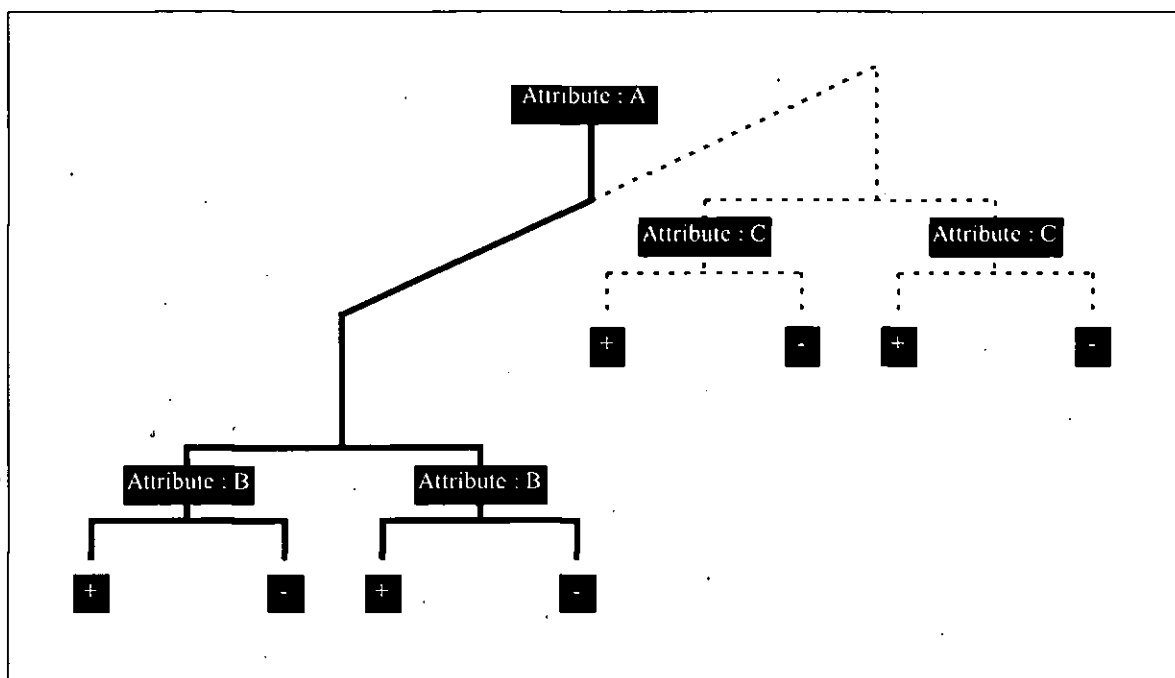 Attribute : A
Attribute : C
Attribute : C
+
-
+
-
Attribute : B
Attribute : B
+
-
+
-